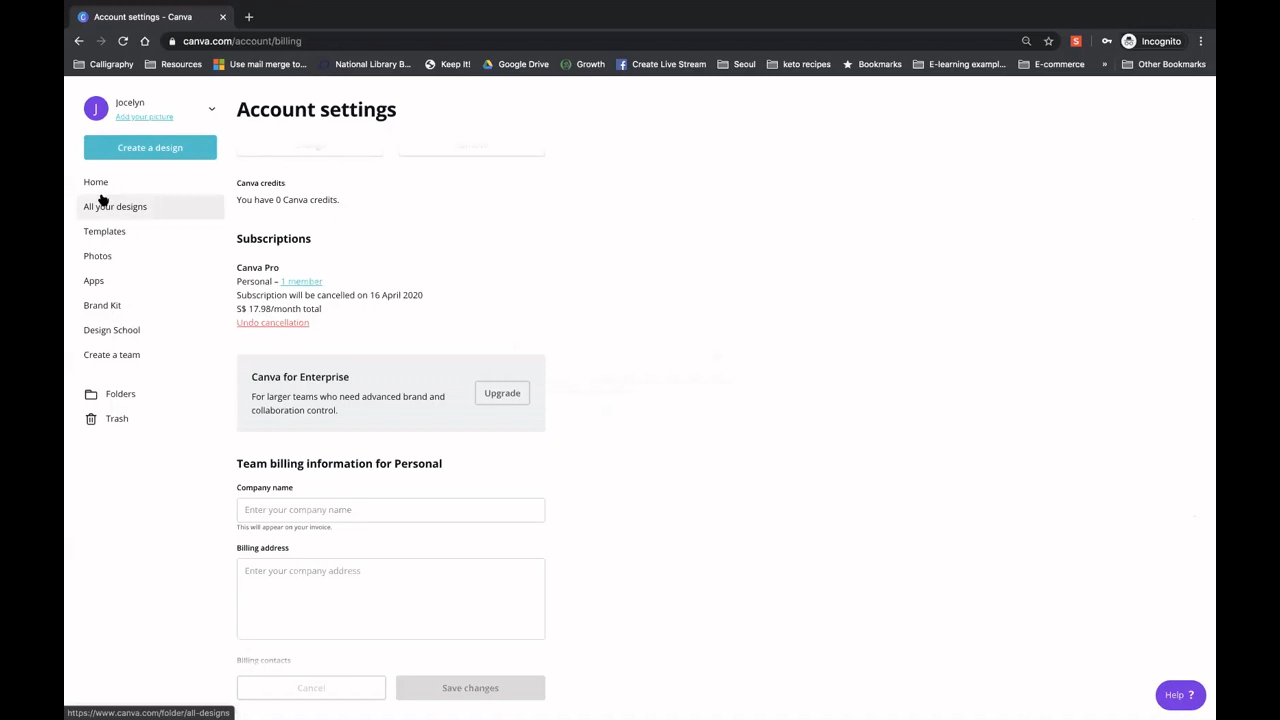 Account settings - Canva
canva.com/account/billing
Incognito
Calligraphy
Resources
Use mail merge to...
National Library B...
Keep It!
Google Drive
Growth
Create Live Stream
Seoul
keto recipes
Bookmarks
E-learning exampl...
E-commerce
»
Other Bookmarks
J
Jocelyn
Add your picture
Create a design
Home
All your designs
Templates
Photos
Apps
Brand Kit
Design School
Create a team
Folders
Trash
Account settings
Canva credits
You have 0 Canva credits.
Subscriptions
Canva Pro
Personal – 1 member
Subscription will be cancelled on 16 April 2020
S$ 17.98/month total
Undo cancellation
Canva for Enterprise
For larger teams who need advanced brand and
collaboration control.
Upgrade
Team billing information for Personal
Company name
Enter your company name
This will appear on your invoice.
Billing address
Enter your company address
Billing contacts
Cancel
Save changes
Help ?
https://www.canva.com/folder/all-designs